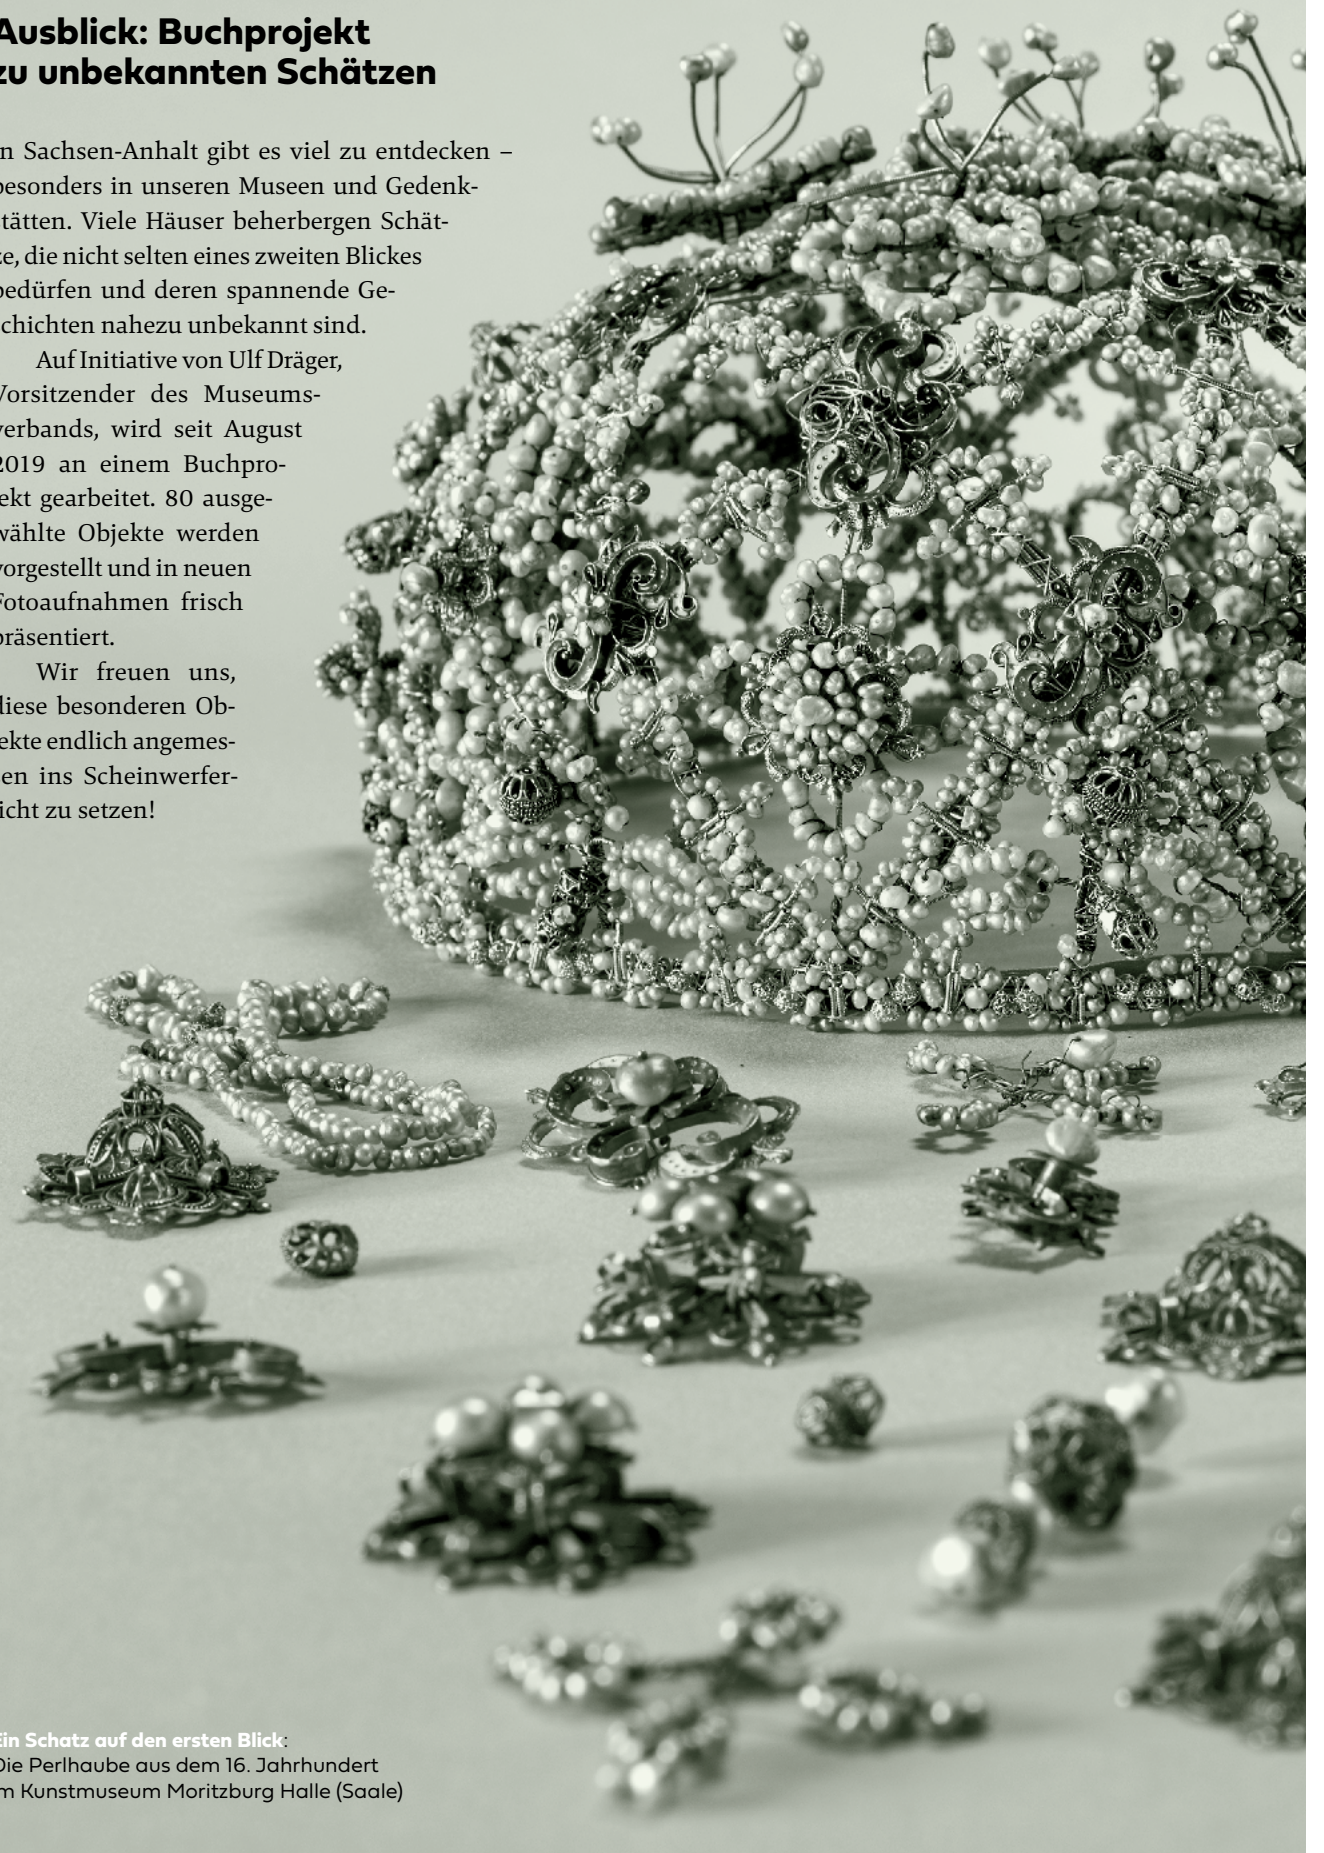 Ausblick: Buchprojekt
zu unbekannten Schätzen
n Sachsen-Anhalt gibt es viel zu entdecken –
besonders in unseren Museen und Gedenk-
stätten. Viele Häuser beherbergen Schät-
ze, die nicht selten eines zweiten Blickes
bedürfen und deren spannende Ge-
schichten nahezu unbekannt sind.
Auf Initiative von Ulf Dräger,
Vorsitzender des Museums-
verbands, wird seit August
2019 an einem Buchpro-
jekt gearbeitet. 80 ausge-
wählte Objekte werden
vorgestellt und in neuen
Fotoaufnahmen frisch
präsentiert.
Wir freuen uns,
diese besonderen Ob-
jekte endlich angemes-
sen ins Scheinwerfer-
licht zu setzen!
Ein Schatz auf den ersten Blick:
Die Perlhaube aus dem 16. Jahrhundert
m Kunstmuseum Moritzburg Halle (Saale)